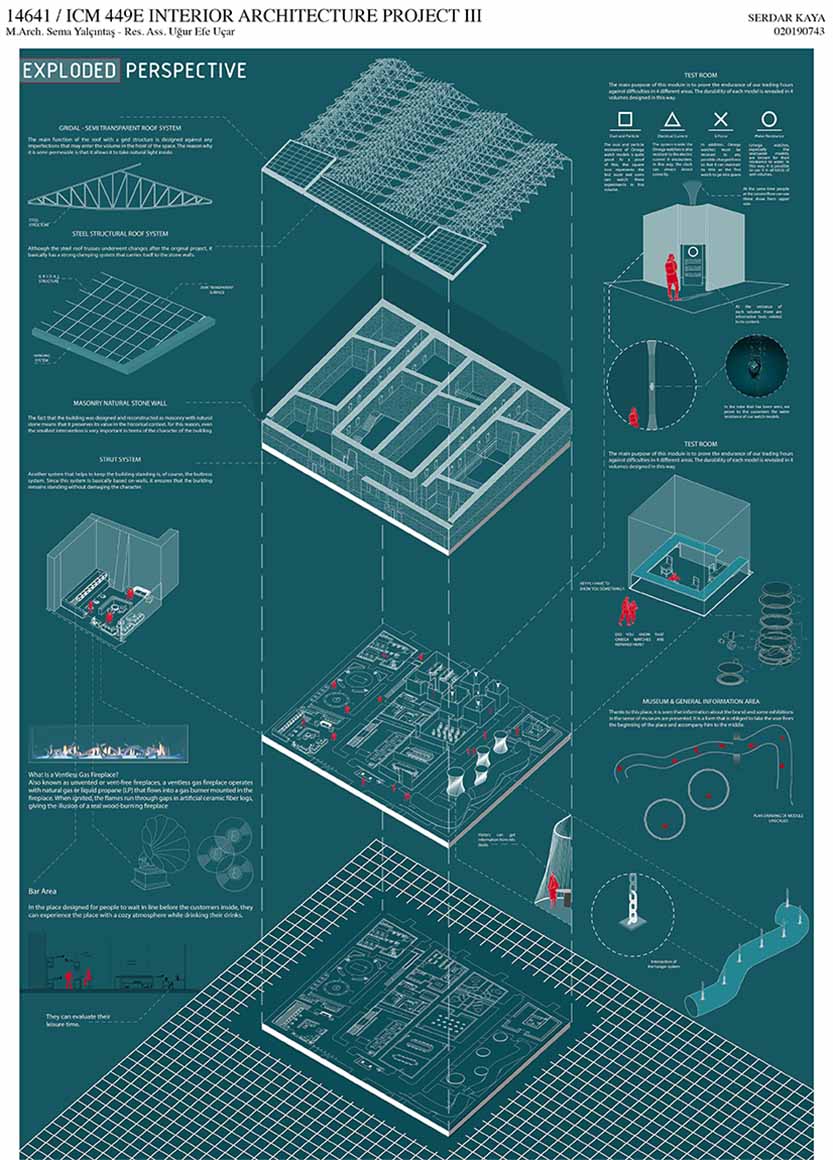 14641 / ICM 449E INTERIOR ARCHITECTURE PROJECT III
M.Arch. Sema Yalçıntaş - Res. Ass. Uğur Efe Uçar
SERDAR KAYA
020190743
EXPLODED PERSPECTIVE
GRIDAL - SEMI TRANSPARENT ROOF SYSTEM
The main function of the roof with a grid structure is designed against any
imperfections that may enter the volume in the front of the space. The reason why
it is semi-permeable is that it allows it to take natural light inside.
STEEL
STRUCTURE
STEEL STRUCTURAL ROOF SYSTEM
Although the steel roof trusses underwent changes after the original project, it
basically has a strong clamping system that carries itself to the stone walls.
GRIDAL
STRUCTURE
SEMI TRANSPARENT
SURFACE
HANGING
SYSTEM
MASONRY NATURAL STONE WALL
The fact that the building was designed and reconstructed as masonry with natural
stone means that it preserves its value in the historical context. for this reason, even
the smallest intervention is very important in terms of the character of the building.
STRUT SYSTEM
Another system that helps to keep the building standing is, of course, the buttress
system. Since this system is basically based on walls, it ensures that the building
remains standing without damaging the character.
What Is a Ventless Gas Fireplace?
Also known as unvented or vent-free fireplaces, a ventless gas fireplace operates
with natural gas or liquid propane (LP) that flows into a gas burner mounted in the
fireplace. When ignited, the flames run through gaps in artificial ceramic fiber logs,
giving the illusion of a real wood-burning fireplace
Bar Area
In the place designed for people to wait in line before the customers inside, they
can experience the place with a cozy atmosphere while drinking their drinks.
They can evaluate their
leisure time.
TEST ROOM
The main purpose of this module is to prove the endurance of our trading hours
against difficulties in 4 different areas. The durability of each model is revealed in 4
volumes designed in this way.
Dust and Particle
Electrical Current
G Force
Water Resistance
At the same time people
at the
can see
these show from upper
side.
At the entrance of
each volume, there are
informative texts related
to its content.
In the tube that has been sent, we
prove to the customers the water
resistance of our watch models.
TEST ROOM
The main purpose of this module is to prove the endurance of our trading hours
against difficulties in 4 different areas. The durability of each model is revealed in 4
volumes designed in this way.
HEYY!, I HAVE TO
SHOW YOU SOMETHING!!
DID YOU KNOW THAT
OMEGA WATCHES ARE
REPAIRED HERE?
MUSEUM & GENERAL INFORMATION AREA
Thanks to this place, it is seen that information about the brand and some exhibitions
in the sense of museum are presented. It is a form that is obliged to take the user from
the beginning of the place and accompany him to the middle.
PLAN DRAWING OF MODULE
UNSCALED
Visitors can get
information from this
Intersection of
the hanger system